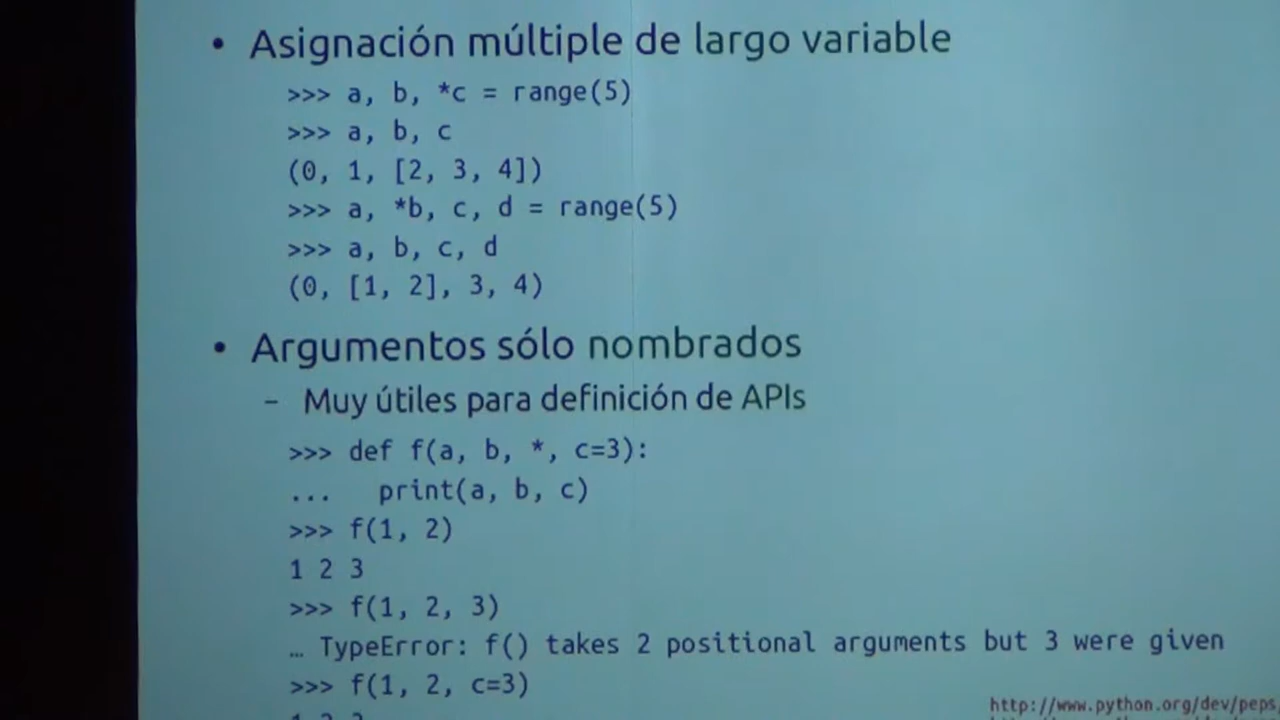 • Asignación múltiple de largo variable
>>> a, b, *c = range(5)
>>> a, b, c
(0, 1, [2, 3, 4])
>>> a, *b, c, d = range(5)
>>> a, b, c, d
(0, [1, 2], 3, 4)
• Argumentos sólo nombrados
– Muy útiles para definición de APIs
>>> def f(a, b, *, c=3):
...   print(a, b, c)
>>> f(1, 2)
1 2 3
>>> f(1, 2, 3)
… TypeError: f() takes 2 positional arguments but 3 were given
>>> f(1, 2, c=3)
http://www.python.org/dev/peps